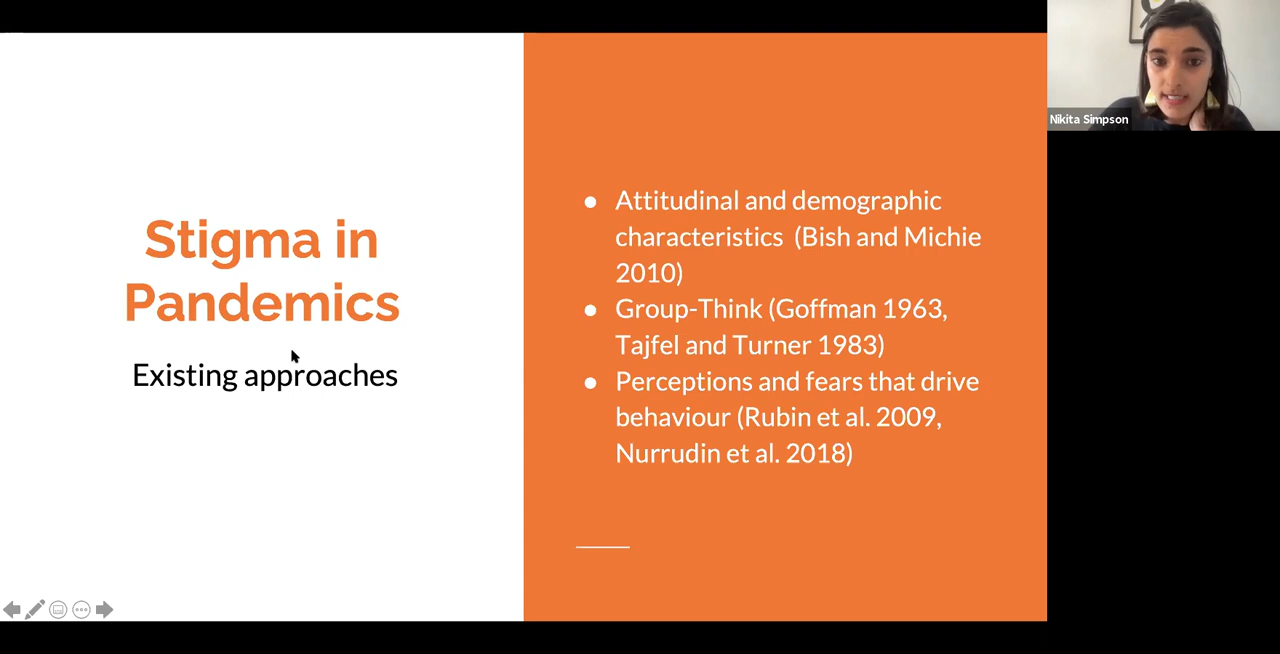 Stigma in
Pandemics
Existing approaches
● Attitudinal and demographic
characteristics (Bish and Michie
2010)
● Group-Think (Goffman 1963,
Tajfel and Turner 1983)
● Perceptions and fears that drive
behaviour (Rubin et al. 2009,
Nurrudin et al. 2018)
Nikita Simpson